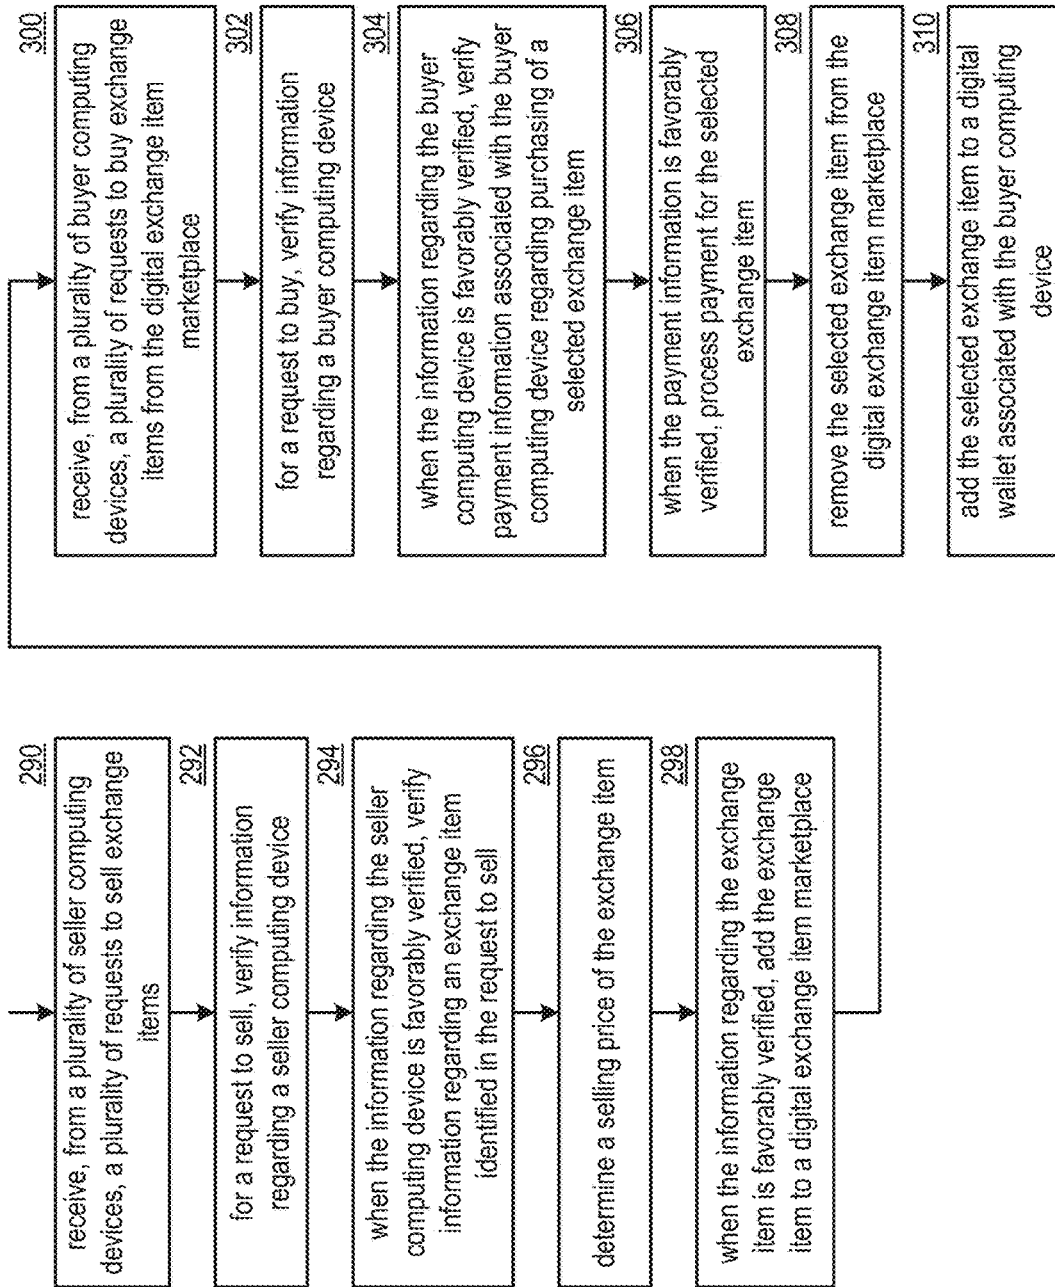 290
receive, from a plurality of seller computing
devices, a plurality of requests to sell exchange
items
292
for a request to sell, verify information
regarding a seller computing device
294
when the information regarding the seller
computing device is favorably verified, verify
information regarding an exchange item
identified in the request to sell
296
determine a selling price of the exchange item
298
when the information regarding the exchange
item is favorably verified, add the exchange
item to a digital exchange item marketplace
300
receive, from a plurality of buyer computing
devices, a plurality of requests to buy exchange
items from the digital exchange item
marketplace
302
for a request to buy, verify information
regarding a buyer computing device
304
when the information regarding the buyer
computing device is favorably verified, verify
payment information associated with the buyer
computing device regarding purchasing of a
selected exchange item
306
when the payment information is favorably
verified, process payment for the selected
exchange item
308
remove the selected exchange item from the
digital exchange item marketplace
310
add the selected exchange item to a digital
wallet associated with the buyer computing
device